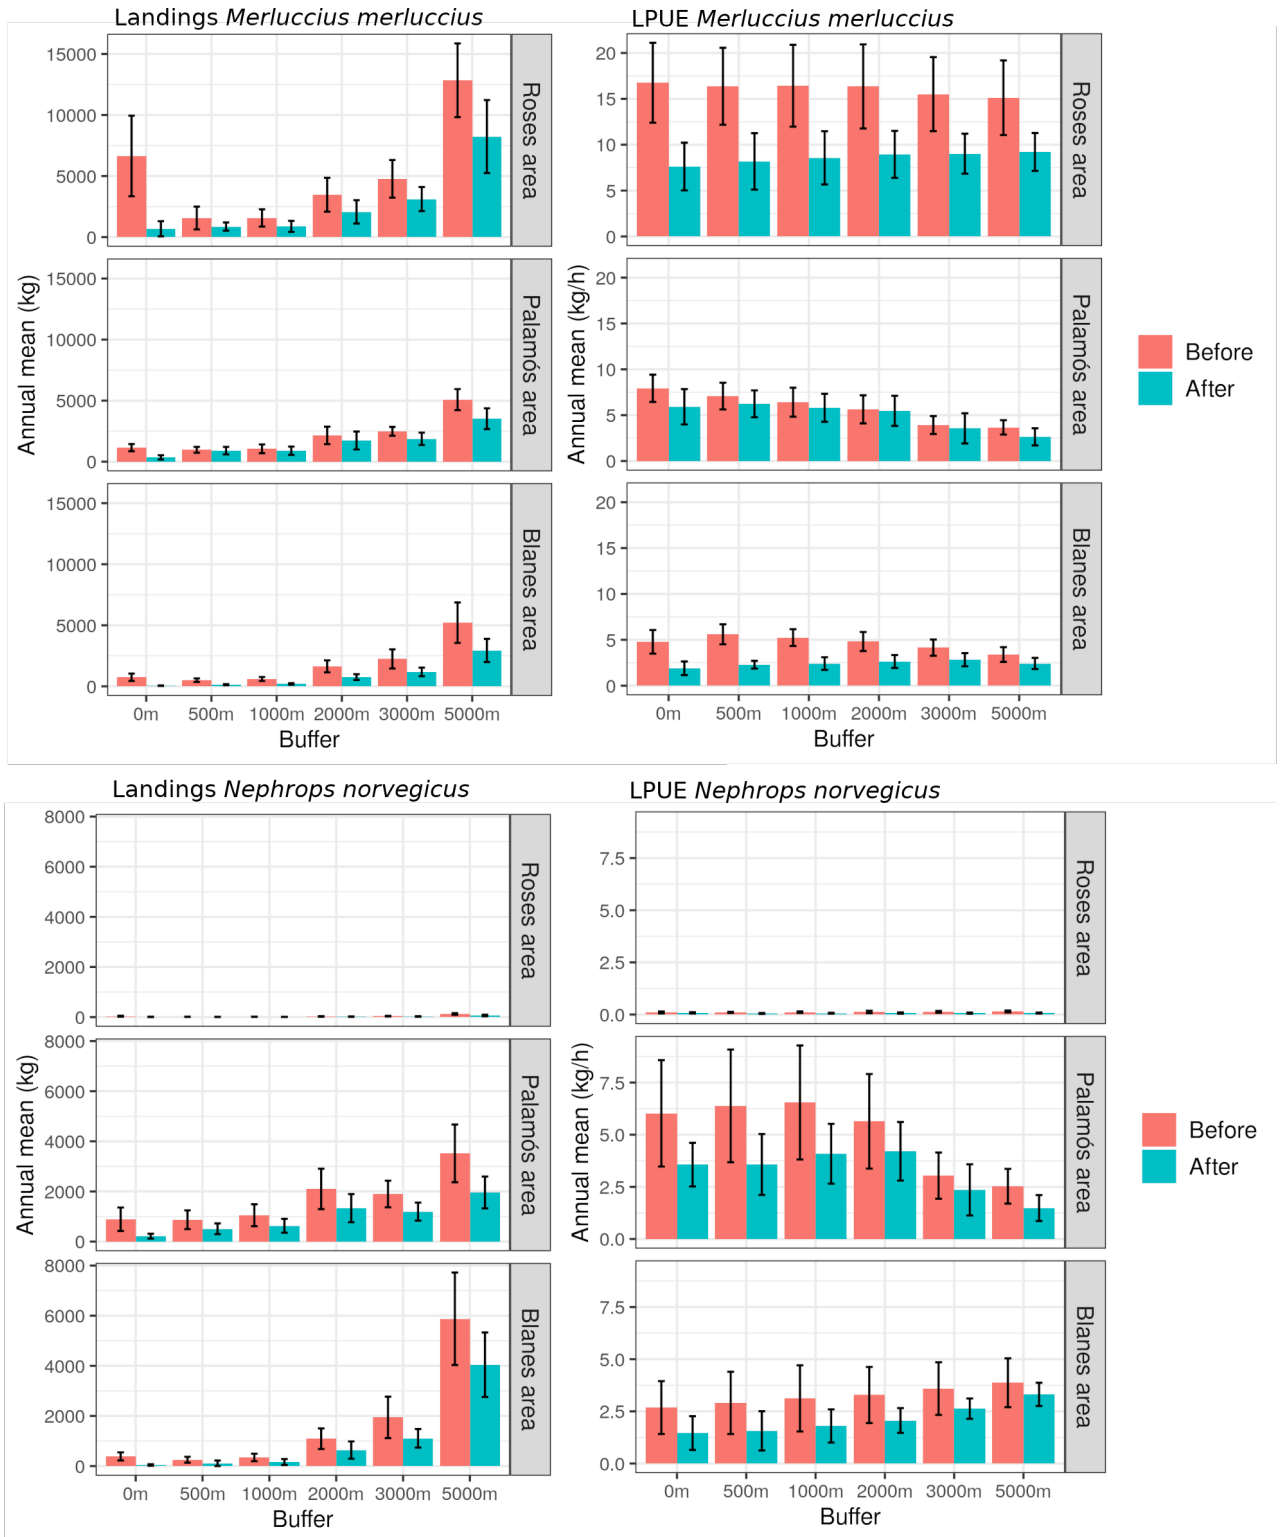 Landings Merluccius merluccius
LPUE Merluccius merluccius
15000
10000
5000
0
Roses area
20
15
10
5
0
Roses area
Annual mean (kg)
15000
10000
5000
0
Palamós area
Annual mean (kg/h)
20
15
10
5
0
Palamós area
Before
After
15000
10000
5000
0
Blanes area
20
15
10
5
0
Blanes area
0m 500m 1000m 2000m 3000m 5000m
Buffer
0m 500m 1000m 2000m 3000m 5000m
Buffer
Landings Nephrops norvegicus
LPUE Nephrops norvegicus
8000
6000
4000
2000
0
Roses area
7.5
5.0
2.5
0.0
Roses area
Annual mean (kg)
8000
6000
4000
2000
0
Palamós area
Annual mean (kg/h)
7.5
5.0
2.5
0.0
Palamós area
Before
After
8000
6000
4000
2000
0
Blanes area
7.5
5.0
2.5
0.0
Blanes area
0m 500m 1000m 2000m 3000m 5000m
Buffer
0m 500m 1000m 2000m 3000m 5000m
Buffer